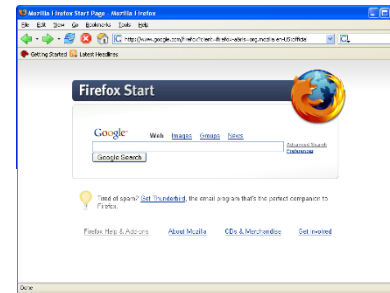 Mozilla Firefox Start Page - Mozilla Firefox
File Edit View Go Bookmarks Tools Help
Getting Started Latest Headlines
Firefox Start
Google Web Images Groups News
Advanced Search
Preferences
Google Search
Tired of spam? Get Thunderbird, the email program that's the perfect companion to
Firefox.
Firefox Help & Add-ons About Mozilla CDs & Merchandise Get Involved
Done